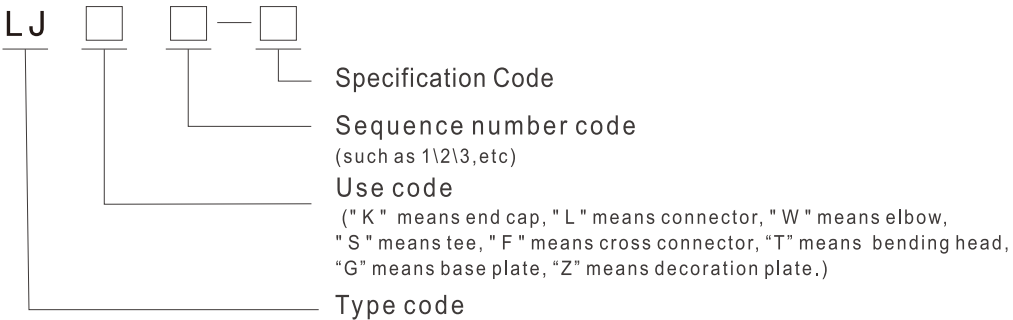 LJ □ □—□
Specification Code
Sequence number code
(such as 1\2\3,etc)
Use code
("K" means end cap, "L" means connector, "W" means elbow,
"S" means tee, "F" means cross connector, “T” means bending head,
“G” means base plate, “Z” means decoration plate.)
Type code